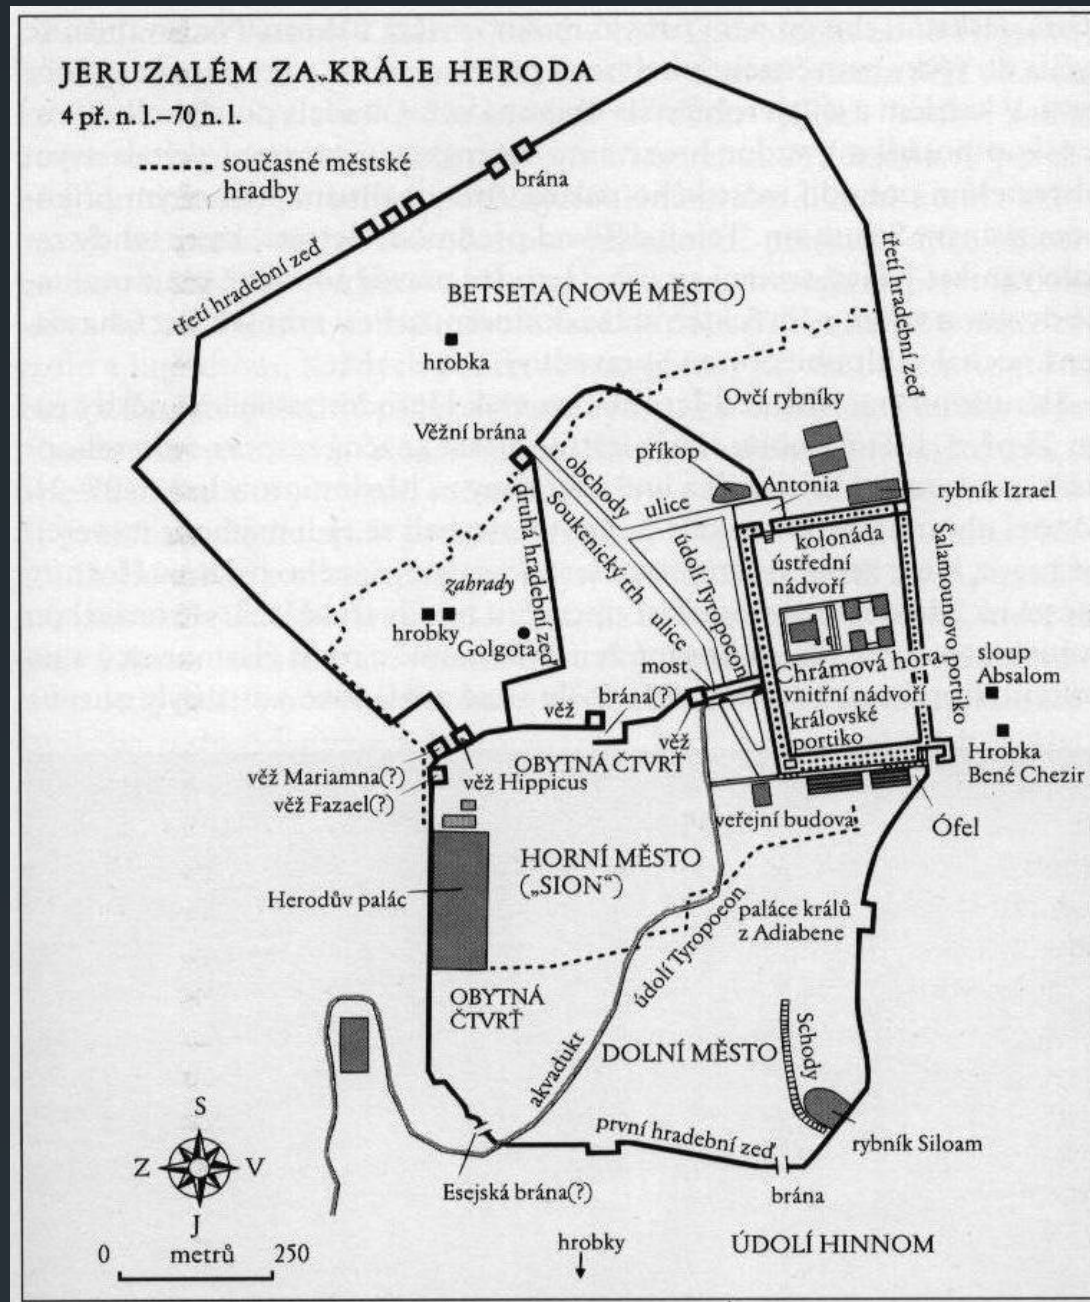 JERUZALÉM ZA KRÁLE HERODA
4 př. n. l.–70 n. l.
současné městské
hradby
brána
třetí hradební zeď
třetí hradební zeď
BETSETA (NOVÉ MĚSTO)
hrobka
Ovčí rybníky
Věžní brána
příkop
obchody
ulice
Antonia
rybník Izrael
Soukenický trh
druhá hradební zeď
údolí Tyropoeon
kolonáda
ústřední
nádvoří
Šalamounovo portiko
zahrady
hrobky
Golgota
ulice
most
Chrámová hora
sloup
Absalom
brána(?)
vnitřní nádvoří
věž
věž
královské
portiko
Hrobka
Bené Chezir
OBYTNÁ ČTVRŤ
věž Mariamna(?)
věž Hippicus
věž Fazael(?)
veřejní budova
Ófel
HORNÍ MĚSTO
(„SION“)
Herodův palác
paláce králů
z Adiabene
údolí Tyropoeon
OBYTNÁ
ČTVRŤ
DOLNÍ MĚSTO
Schody
akvadukt
první hradební zeď
rybník Siloam
S
Z V
J
Esejská brána(?)
brána
hrobky
ÚDOLÍ HINNOM
0 metrů 250